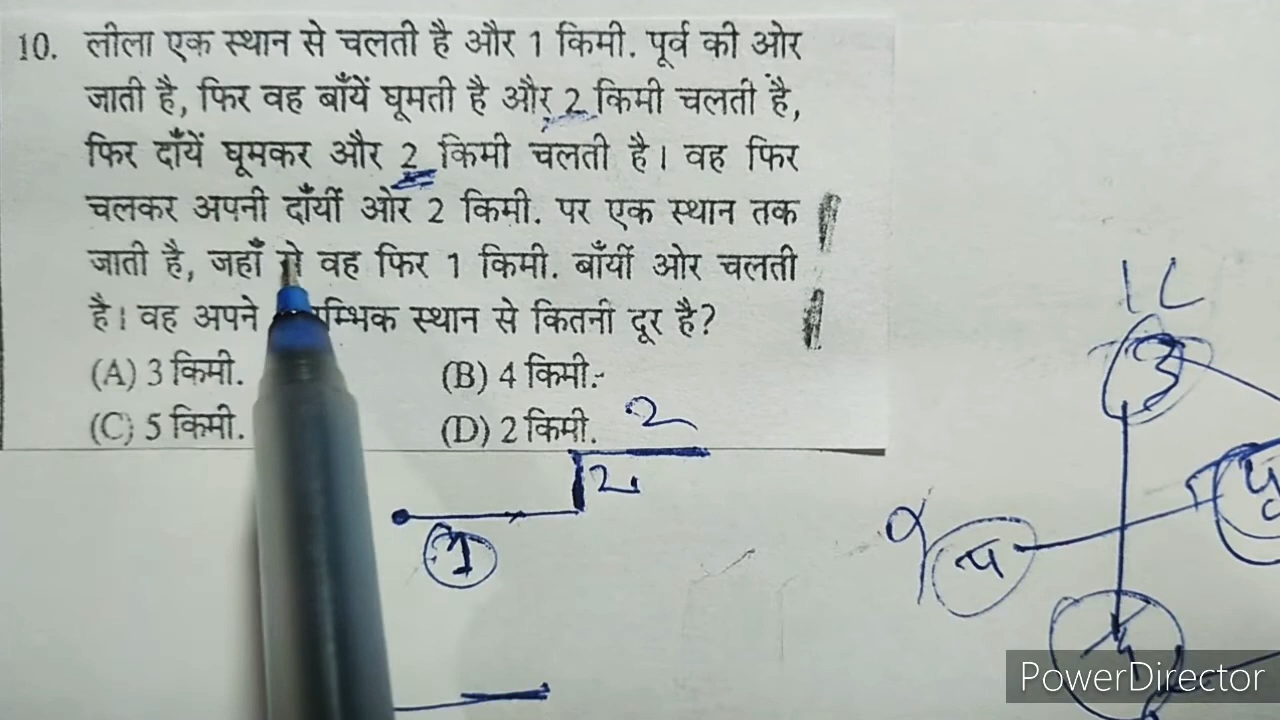 10. लीला एक स्थान से चलती है और 1 किमी. पूर्व की ओर
जाती है, फिर वह बाँयें घूमती है और 2 किमी चलती है,
फिर दाँयें घूमकर और 2 किमी चलती है। वह फिर
चलकर अपनी दाँयीं ओर 2 किमी. पर एक स्थान तक
जाती है, जहाँ से वह फिर 1 किमी. बाँयीं ओर चलती
है। वह अपने म्भिक स्थान से कितनी दूर है?
(A) 3 किमी. (B) 4 किमी.
(C) 5 किमी. (D) 2 किमी.
2
2
1
उ
प
पू
PowerDirector